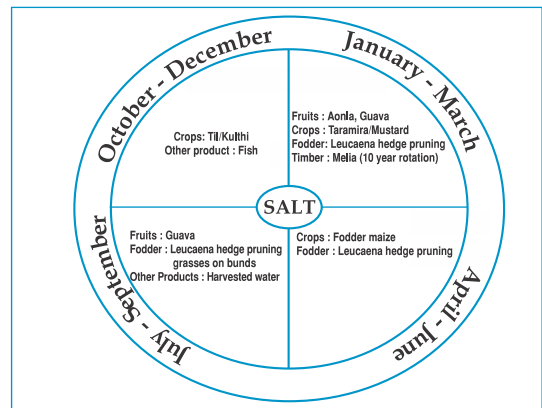 October - December
January - March
Crops: Til/Kulthi
Other product : Fish
Fruits : Aonla, Guava
Crops : Taramira/Mustard
Fodder: Leucaena hedge pruning
Timber : Melia (10 year rotation)
SALT
Fruits : Guava
Fodder : Leucaena hedge pruning
grasses on bunds
Other Products : Harvested water
Crops : Fodder maize
Fodder : Leucaena hedge pruning
July - September
April - June